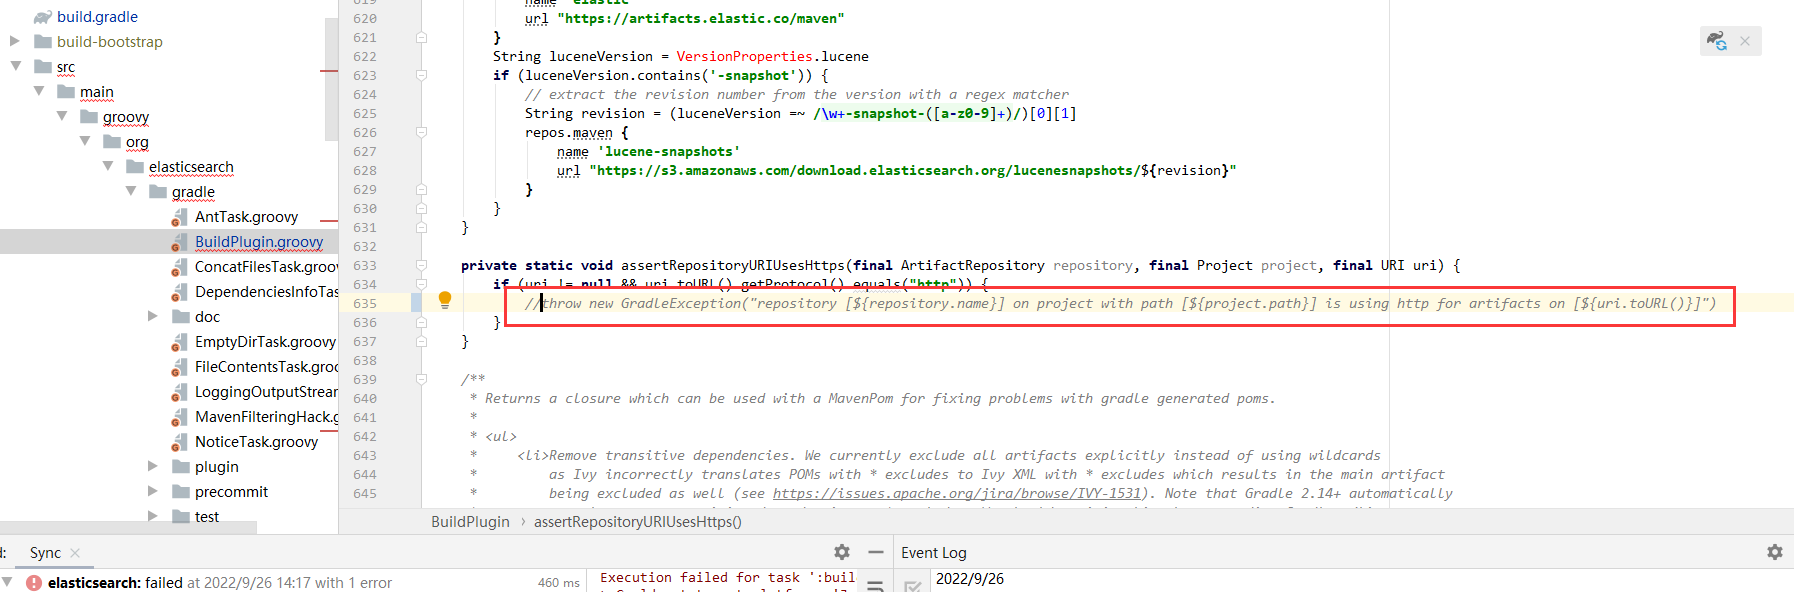 build.gradle
build-bootstrap
src
main
groovy
org
elasticsearch
gradle
AntTask.groovy
BuildPlugin.groovy
ConcatFilesTask.groov
DependenciesInfoTas
doc
EmptyDirTask.groovy
FileContentsTask.groo
LoggingOutputStrear
MavenFilteringHack.g
NoticeTask.groovy
plugin
precommit
test
619 name "elastic"
620 url "https://artifacts.elastic.co/maven"
621 }
622 String luceneVersion = VersionProperties.lucene
623 if (luceneVersion.contains('-snapshot')) {
624 // extract the revision number from the version with a regex matcher
625 String revision = (luceneVersion =~ /\w+-snapshot-([a-z0-9]+)/)[0][1]
626 repos.maven {
627 name 'lucene-snapshots'
628 url "https://s3.amazonaws.com/download.elasticsearch.org/lucenesnapshots/${revision}"
629 }
630 }
631 }
632
633 private static void assertRepositoryURIUsesHttps(final ArtifactRepository repository, final Project project, final URI uri) {
634 if (uri != null && uri.toURL().getProtocol().equals("http")) {
635 //throw new GradleException("repository [${repository.name}] on project with path [${project.path}] is using http for artifacts on [${uri.toURL()}]")
636 }
637 }
638
639 /**
640 * Returns a closure which can be used with a MavenPom for fixing problems with gradle generated poms.
641 *
642 * <ul>
643 * <li>Remove transitive dependencies. We currently exclude all artifacts explicitly instead of using wildcards
644 * as Ivy incorrectly translates POMs with * excludes to Ivy XML with * excludes which results in the main artifact
645 * being excluded as well (see https://issues.apache.org/jira/browse/IVY-1531). Note that Gradle 2.14+ automatically
BuildPlugin › assertRepositoryURIUsesHttps()
d: Sync
Event Log
elasticsearch: failed at 2022/9/26 14:17 with 1 error 460 ms
Execution failed for task ':buil
2022/9/26